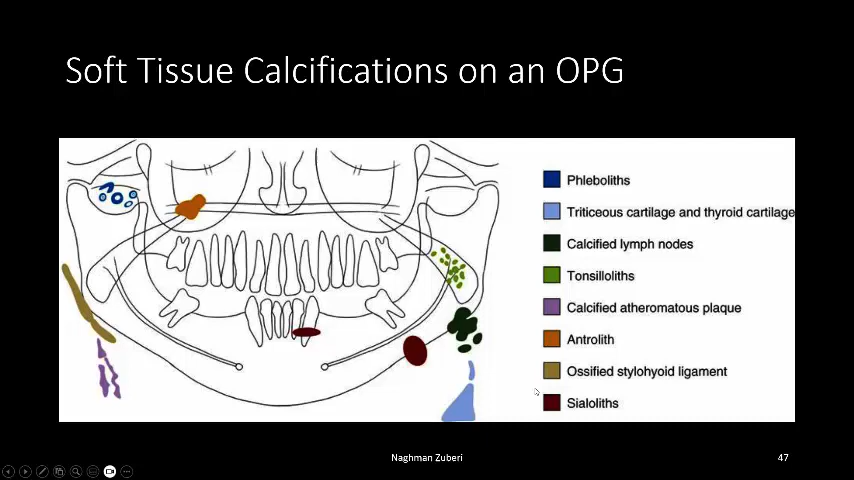 Soft Tissue Calcifications on an OPG
Phleboliths
Triticeous cartilage and thyroid cartilage
Calcified lymph nodes
Tonsilloliths
Calcified atheromatous plaque
Antrolith
Ossified stylohyoid ligament
Sialoliths
Naghman Zuberi
47